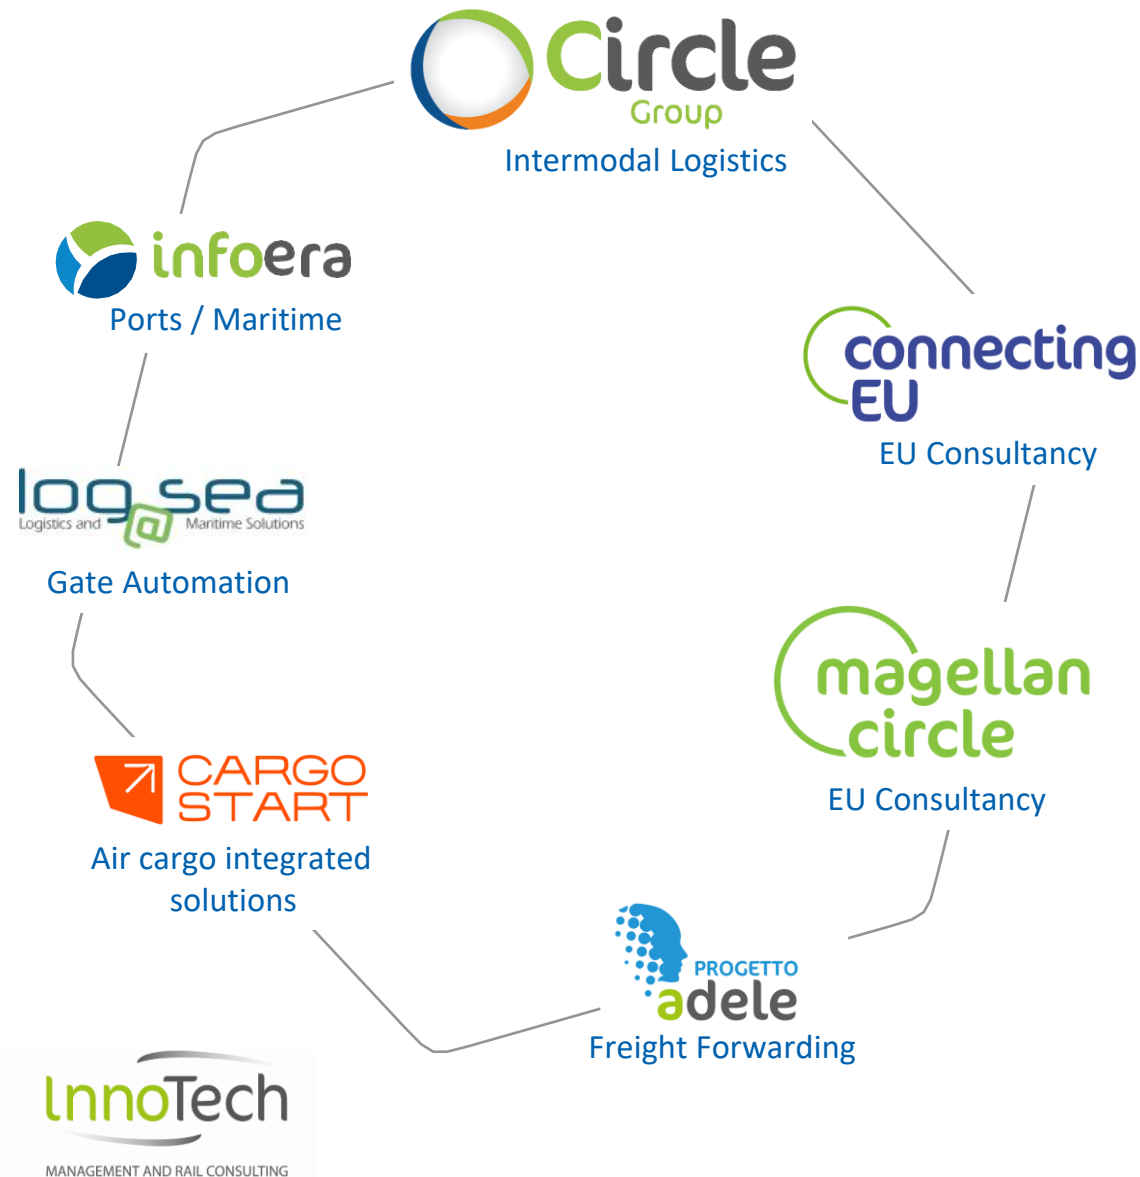 Circle
Group
Intermodal Logistics
infoera
Ports / Maritime
connecting
EU
EU Consultancy
log@sea
Logistics and Maritime Solutions
Gate Automation
magellan
circle
EU Consultancy
CARGO
START
Air cargo integrated
solutions
PROGETTO
adele
Freight Forwarding
InnoTech
MANAGEMENT AND RAIL CONSULTING